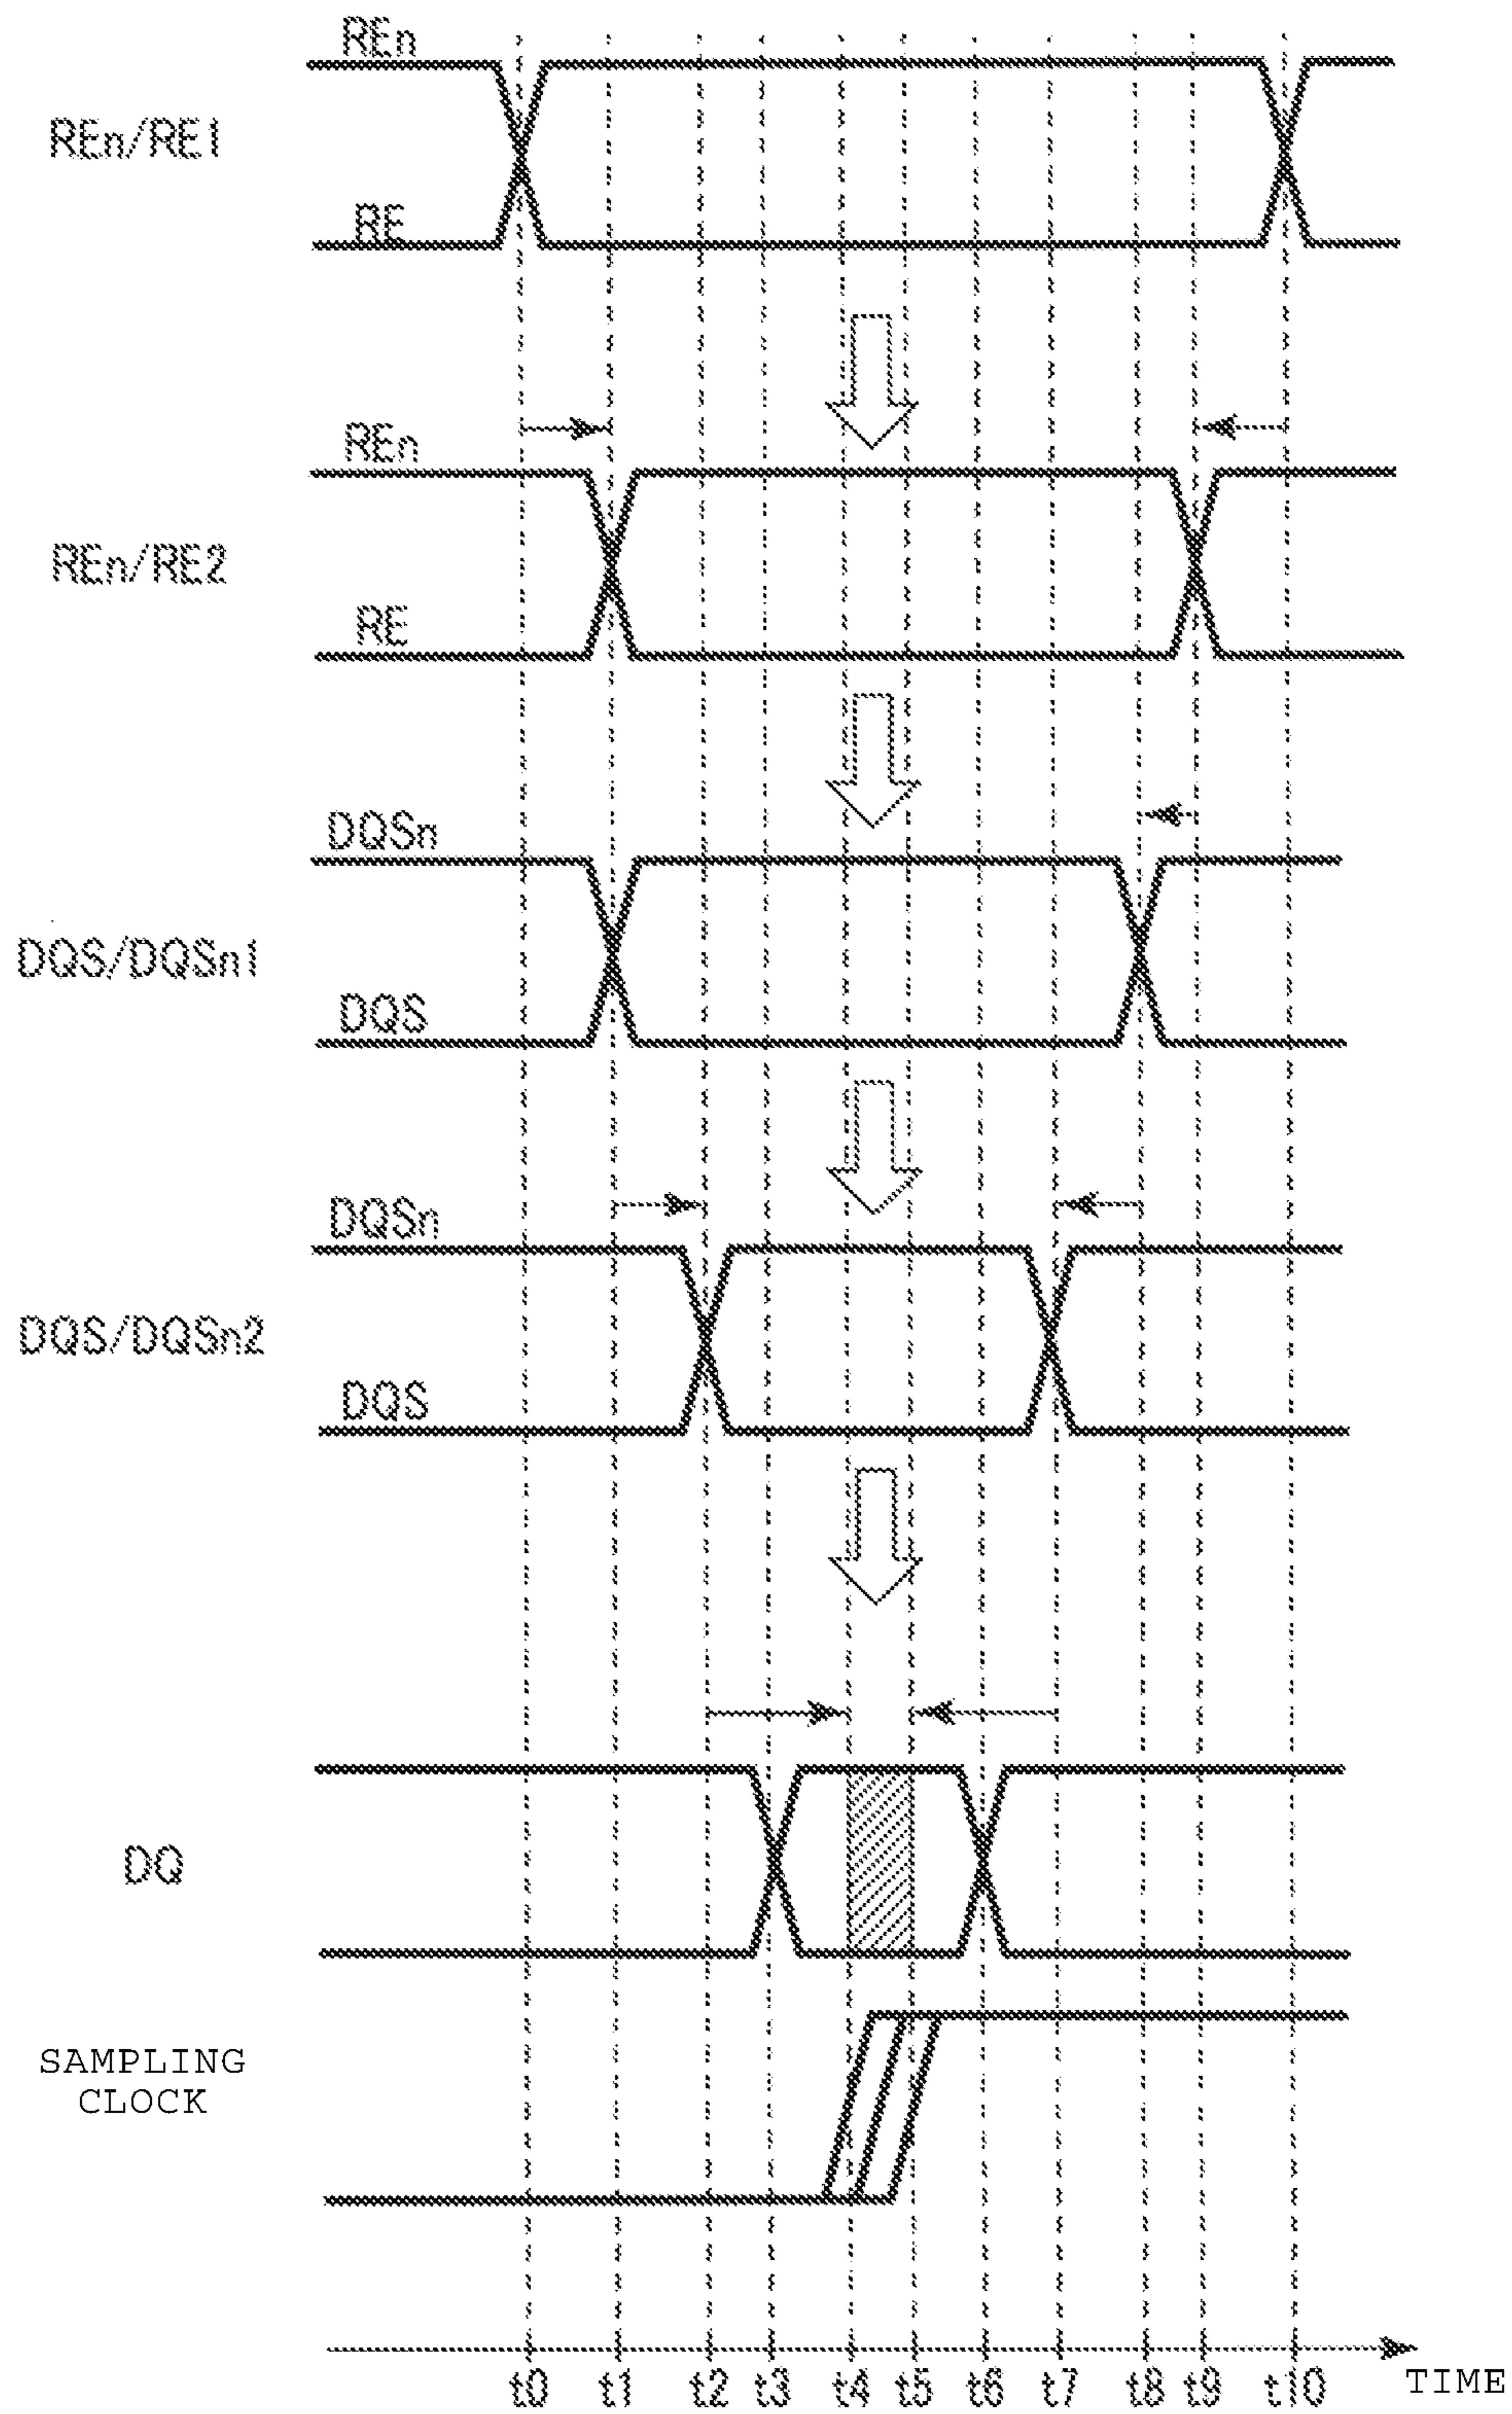 REn
REn/RE1
RE
REn
REn/RE2
RE
DQSn
DQS/DQSn1
DQS
DQSn
DQS/DQSn2
DQS
DQ
SAMPLING
CLOCK
t0 t1 t2 t3 t4 t5 t6 t7 t8 t9 t10 TIME